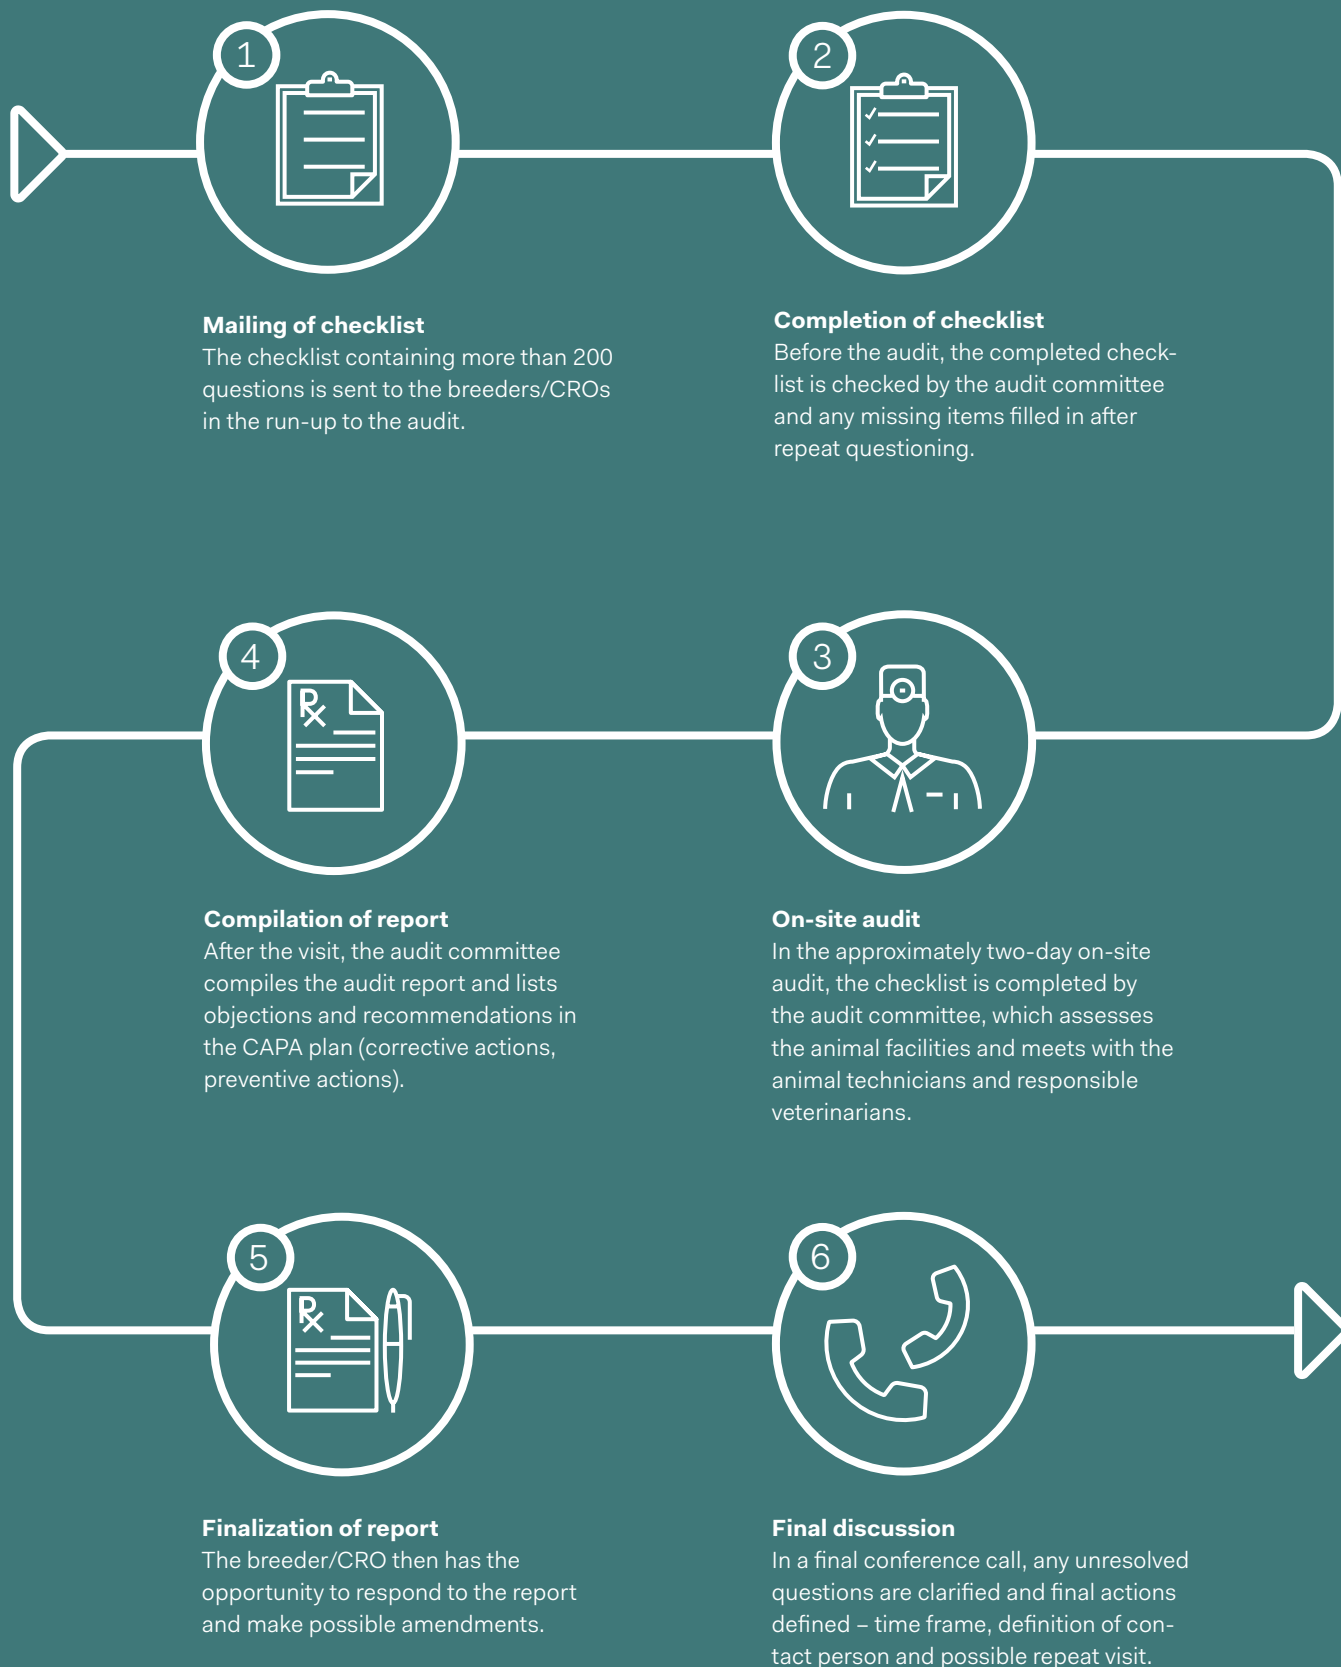 1
Mailing of checklist
The checklist containing more than 200
questions is sent to the breeders/CROs
in the run-up to the audit.
2
Completion of checklist
Before the audit, the completed check-
list is checked by the audit committee
and any missing items filled in after
repeat questioning.
3
On-site audit
In the approximately two-day on-site
audit, the checklist is completed by
the audit committee, which assesses
the animal facilities and meets with the
animal technicians and responsible
veterinarians.
4
℞
Compilation of report
After the visit, the audit committee
compiles the audit report and lists
objections and recommendations in
the CAPA plan (corrective actions,
preventive actions).
5
℞
Finalization of report
The breeder/CRO then has the
opportunity to respond to the report
and make possible amendments.
6
Final discussion
In a final conference call, any unresolved
questions are clarified and final actions
defined – time frame, definition of con-
tact person and possible repeat visit.